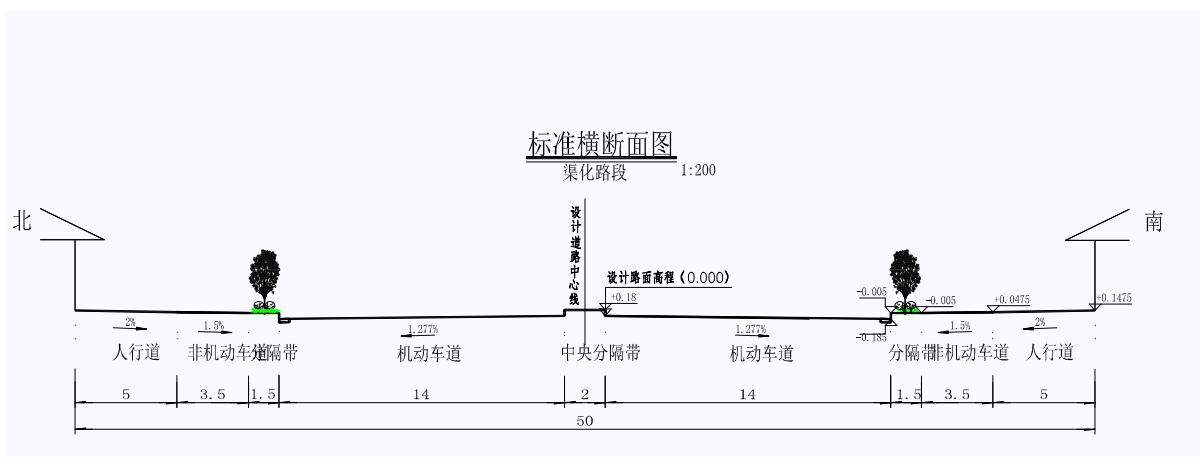 标准横断面图
渠化路段 1:200
北
南
设计道路中心线
设计路面高程(0.000)
+0.18
-0.005
-0.005
+0.0475
+0.1475
-0.185
2%
1.5%
1.277%
1.277%
1.5%
2%
人行道 非机动车道 分隔带 机动车道 中央分隔带 机动车道 分隔带 非机动车道 人行道
5 3.5 1.5 14 2 14 1.5 3.5 5
50